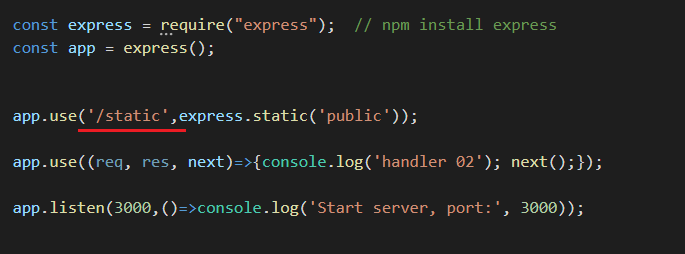 const express = require("express");  // npm install express
const app = express();
app.use('/static',express.static('public'));
app.use((req, res, next)=>{console.log('handler 02'); next();});
app.listen(3000,()=>console.log('Start server, port:', 3000));